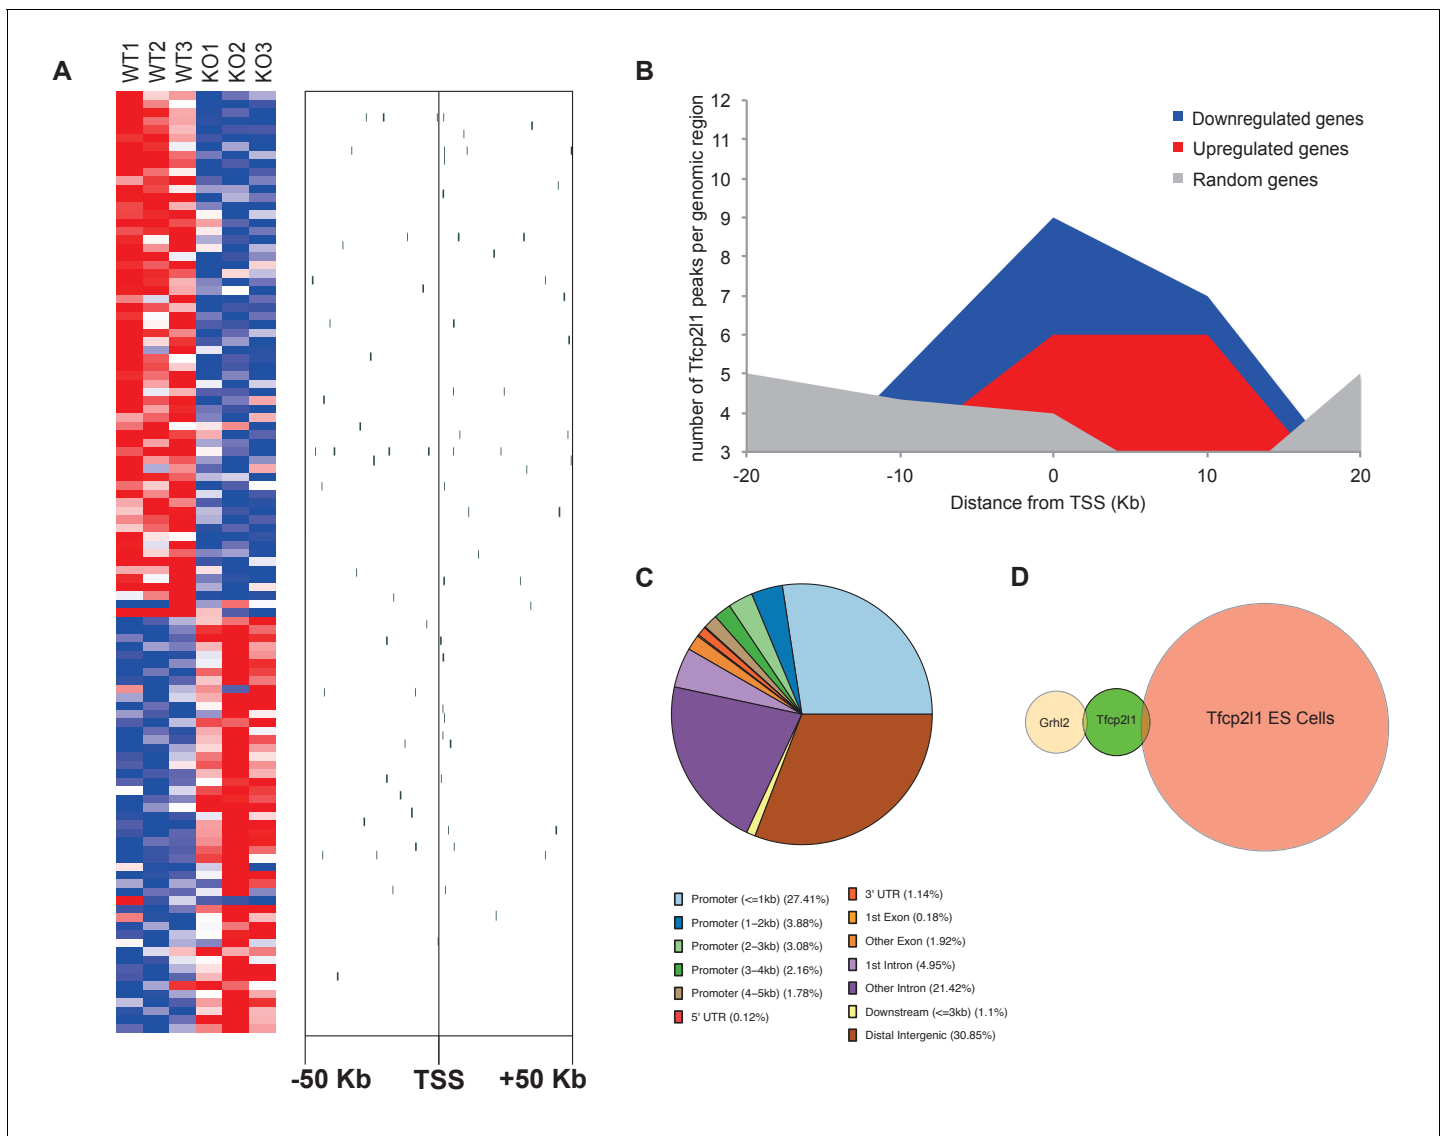 A
WT1
WT2
WT3
KO1
KO2
KO3
-50 Kb
TSS
+50 Kb
B
number of Tfcp2l1 peaks per genomic region
12
11
10
9
8
7
6
5
4
3
-20
-10
0
10
20
Distance from TSS (Kb)
Downregulated genes
Upregulated genes
Random genes
C
Promoter (<=1kb) (27.41%)
Promoter (1–2kb) (3.88%)
Promoter (2–3kb) (3.08%)
Promoter (3–4kb) (2.16%)
Promoter (4–5kb) (1.78%)
5' UTR (0.12%)
3' UTR (1.14%)
1st Exon (0.18%)
Other Exon (1.92%)
1st Intron (4.95%)
Other Intron (21.42%)
Downstream (<=3kb) (1.1%)
Distal Intergenic (30.85%)
D
Grhl2
Tfcp2l1
Tfcp2l1 ES Cells